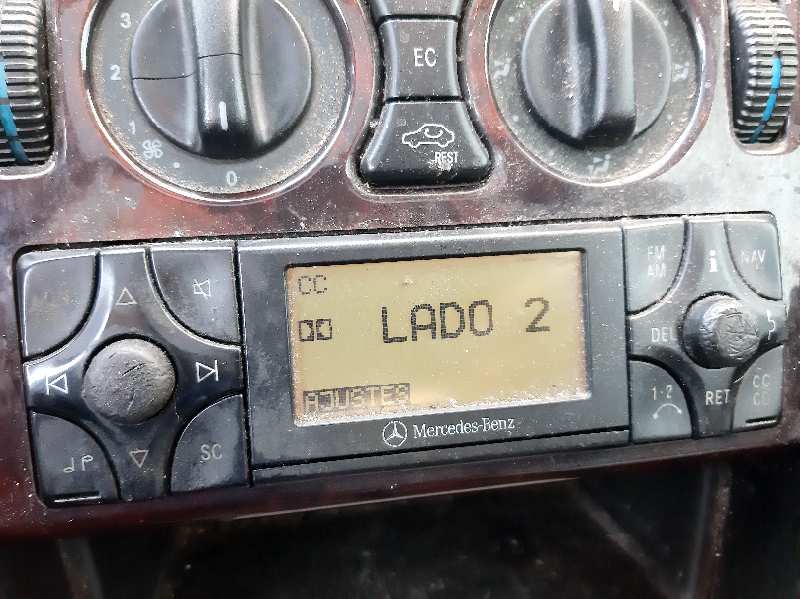 3
2
1
0
EC
REST
CC
LADO 2
AJUSTES
Mercedes-Benz
SC
FM
AM
i
NAV
DEL
1·2
RET
CC
CD